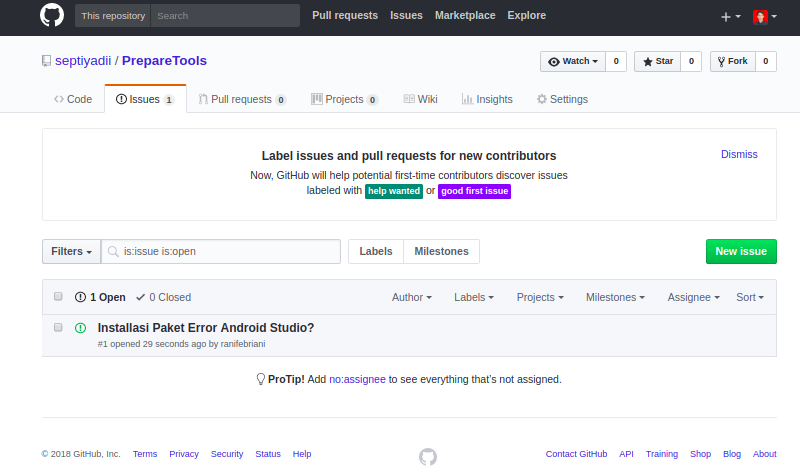 This repository Search Pull requests Issues Marketplace Explore
septiyadii / PrepareTools Watch 0 Star 0 Fork 0
Code Issues 1 Pull requests 0 Projects 0 Wiki Insights Settings
Label issues and pull requests for new contributors Dismiss
Now, GitHub will help potential first-time contributors discover issues
labeled with help wanted or good first issue
Filters is:issue is:open Labels Milestones New issue
1 Open 0 Closed Author Labels Projects Milestones Assignee Sort
Installasi Paket Error Android Studio?
#1 opened 29 seconds ago by ranifebriani
ProTip! Add no:assignee to see everything that's not assigned.
© 2018 GitHub, Inc. Terms Privacy Security Status Help Contact GitHub API Training Shop Blog About